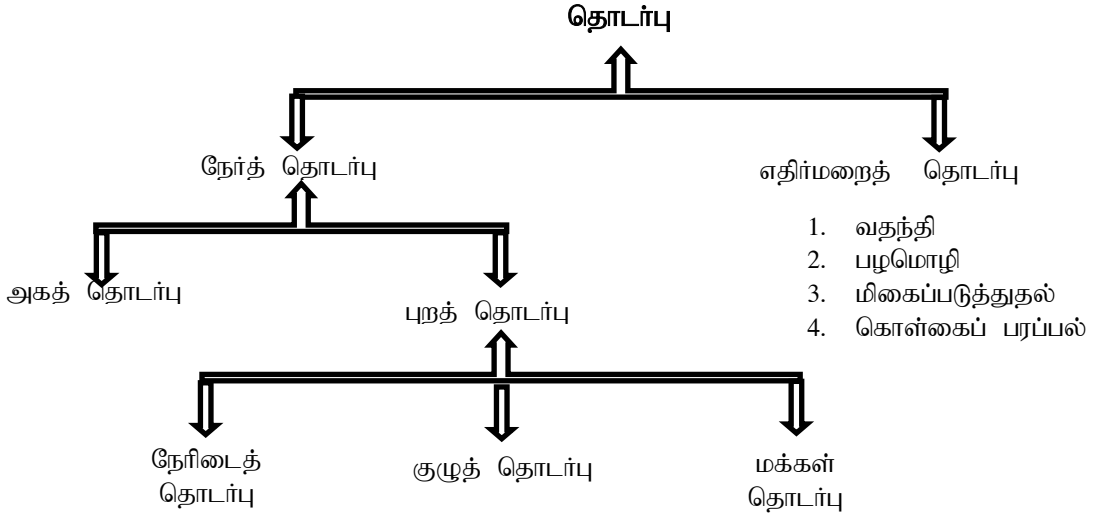 தொடர்பு
நேர்த் தொடர்பு
எதிர்மறைத் தொடர்பு
1. வதந்தி
2. பழமொழி
3. மிகைப்படுத்துதல்
4. கொள்கைப் பரப்பல்
அகத் தொடர்பு
புறத் தொடர்பு
நேரிடைத்
தொடர்பு
குழுத் தொடர்பு
மக்கள்
தொடர்பு